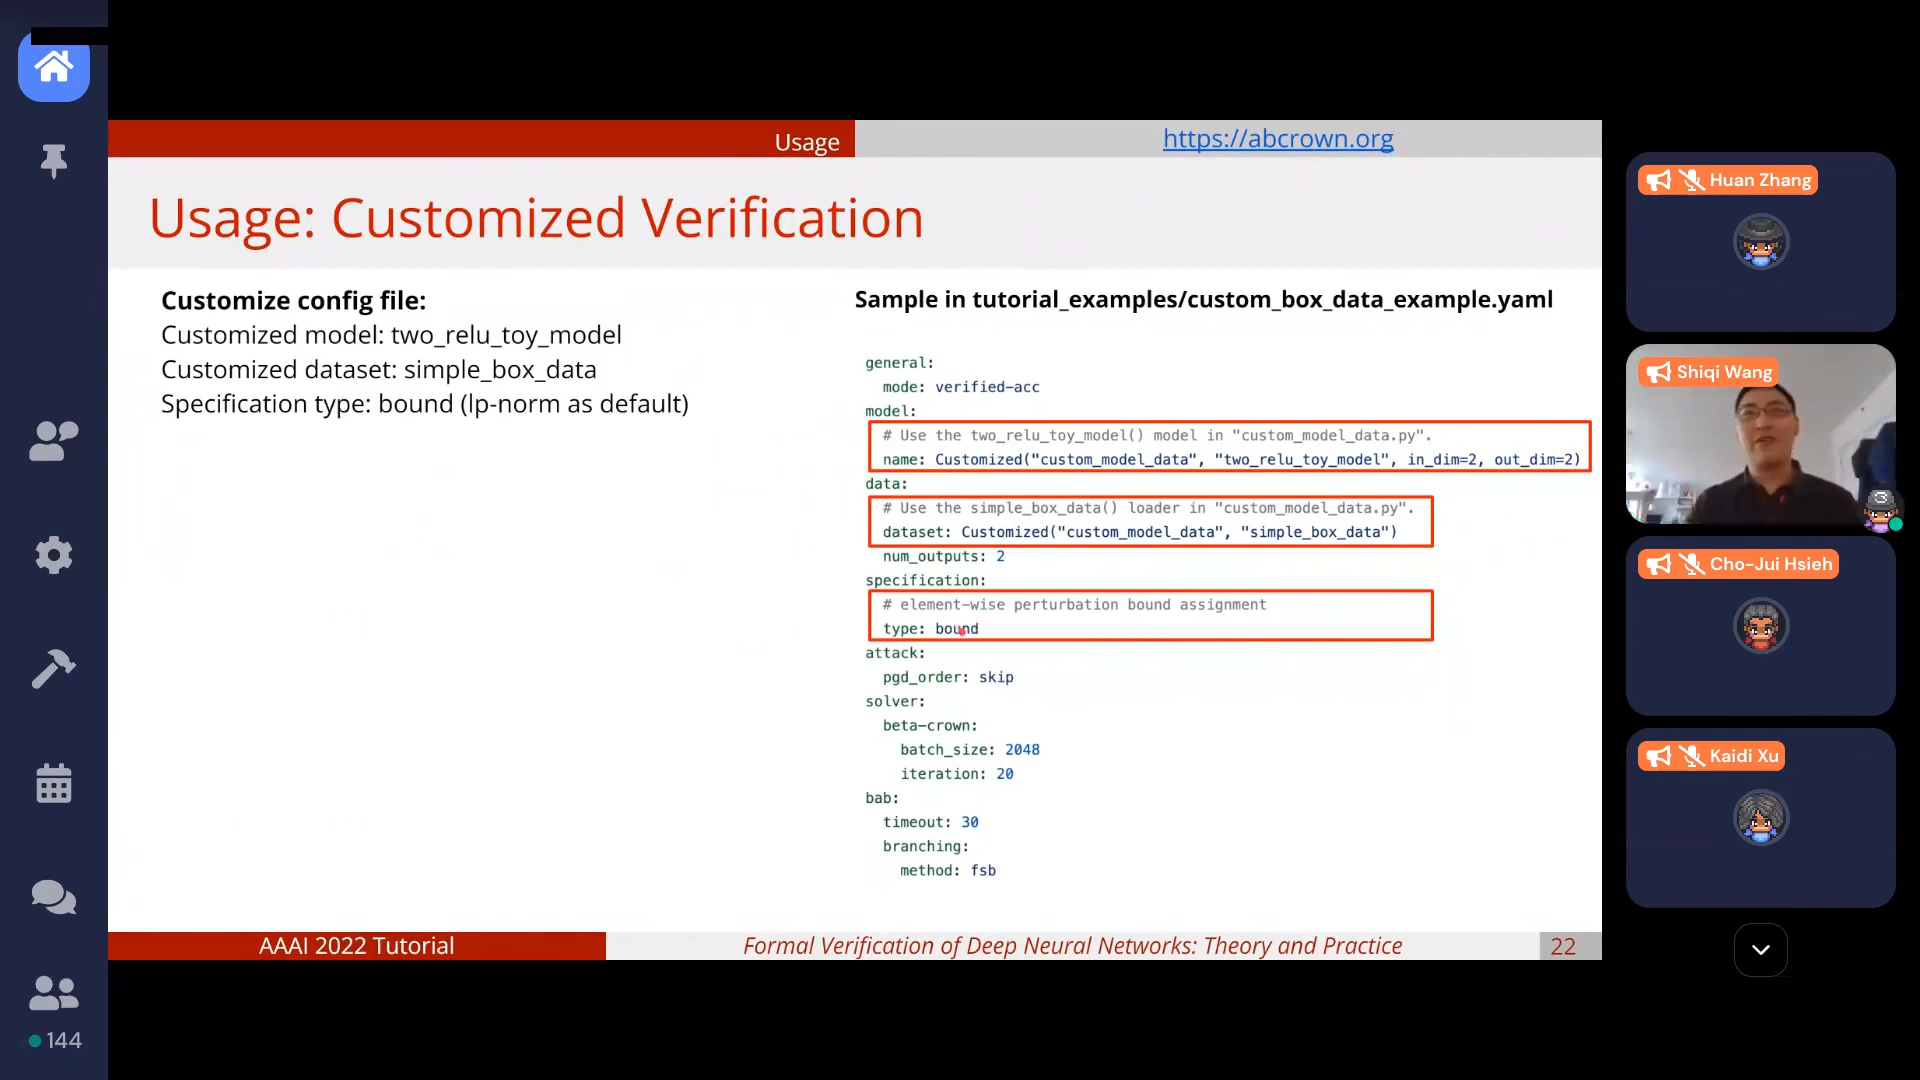 Usage
https://abcrown.org
Usage: Customized Verification
Customize config file:
Customized model: two_relu_toy_model
Customized dataset: simple_box_data
Specification type: bound (lp-norm as default)
Sample in tutorial_examples/custom_box_data_example.yaml
general:
mode: verified-acc
model:
# Use the two_relu_toy_model() model in "custom_model_data.py".
name: Customized("custom_model_data", "two_relu_toy_model", in_dim=2, out_dim=2)
data:
# Use the simple_box_data() loader in "custom_model_data.py".
dataset: Customized("custom_model_data", "simple_box_data")
num_outputs: 2
specification:
# element-wise perturbation bound assignment
type: bound
attack:
pgd_order: skip
solver:
beta-crown:
batch_size: 2048
iteration: 20
bab:
timeout: 30
branching:
method: fsb
AAAI 2022 Tutorial
Formal Verification of Deep Neural Networks: Theory and Practice
22
Huan Zhang
Shiqi Wang
Cho-Jui Hsieh
Kaidi Xu
144